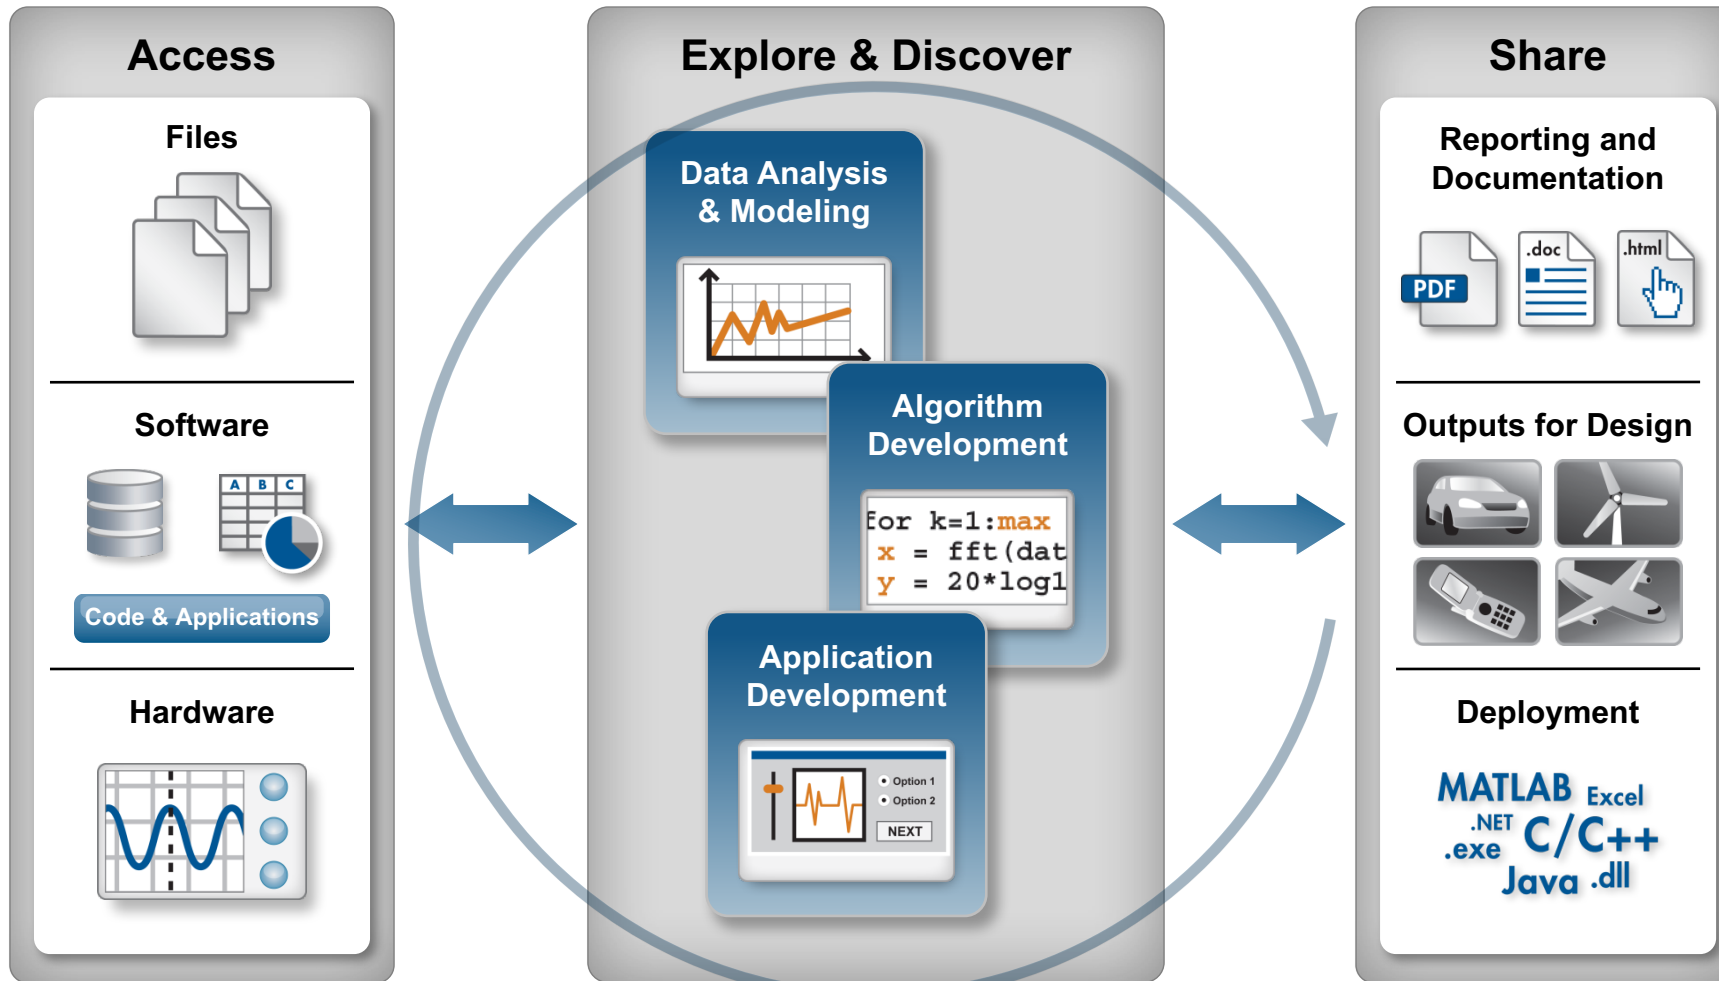 Access
Files
Software
A B C
Code & Applications
Hardware
Explore & Discover
Data Analysis
& Modeling
Algorithm
Development
for k=1:max
x = fft(dat
y = 20*log1
Application
Development
Option 1
Option 2
NEXT
Share
Reporting and
Documentation
PDF
.doc
.html
Outputs for Design
Deployment
MATLAB Excel
.NET C/C++
.exe
Java .dll